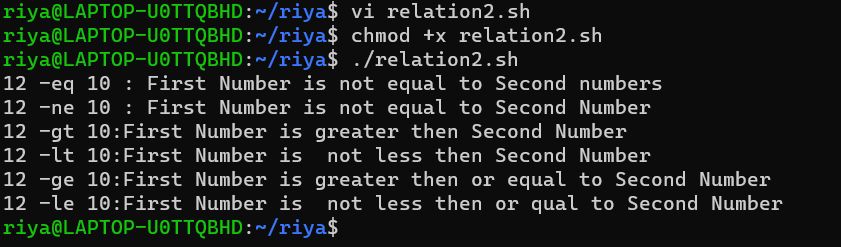 riya@LAPTOP-U0TTQBHD:~/riya$ vi relation2.sh
riya@LAPTOP-U0TTQBHD:~/riya$ chmod +x relation2.sh
riya@LAPTOP-U0TTQBHD:~/riya$ ./relation2.sh
12 -eq 10 : First Number is not equal to Second numbers
12 -ne 10 : First Number is not equal to Second Number
12 -gt 10:First Number is greater then Second Number
12 -lt 10:First Number is  not less then Second Number
12 -ge 10:First Number is greater then or equal to Second Number
12 -le 10:First Number is  not less then or qual to Second Number
riya@LAPTOP-U0TTQBHD:~/riya$